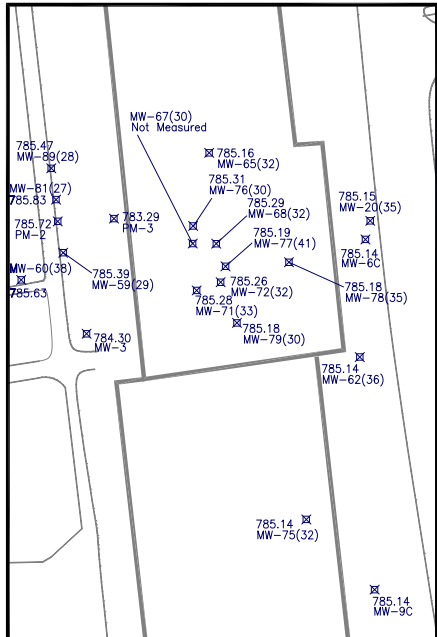 MW-67(30)
Not Measured
785.47
MW-89(28)
785.16
MW-65(32)
MW-81(27)
785.83
785.31
MW-76(30)
785.29
MW-68(32)
785.15
MW-20(35)
785.72
PM-2
783.29
PM-3
785.19
MW-77(41)
785.14
MW-6C
MW-60(38)
785.63
785.39
MW-59(29)
785.26
MW-72(32)
785.18
MW-78(35)
785.28
MW-71(33)
785.18
MW-79(30)
784.30
MW-3
785.14
MW-62(36)
785.14
MW-75(32)
785.14
MW-9C